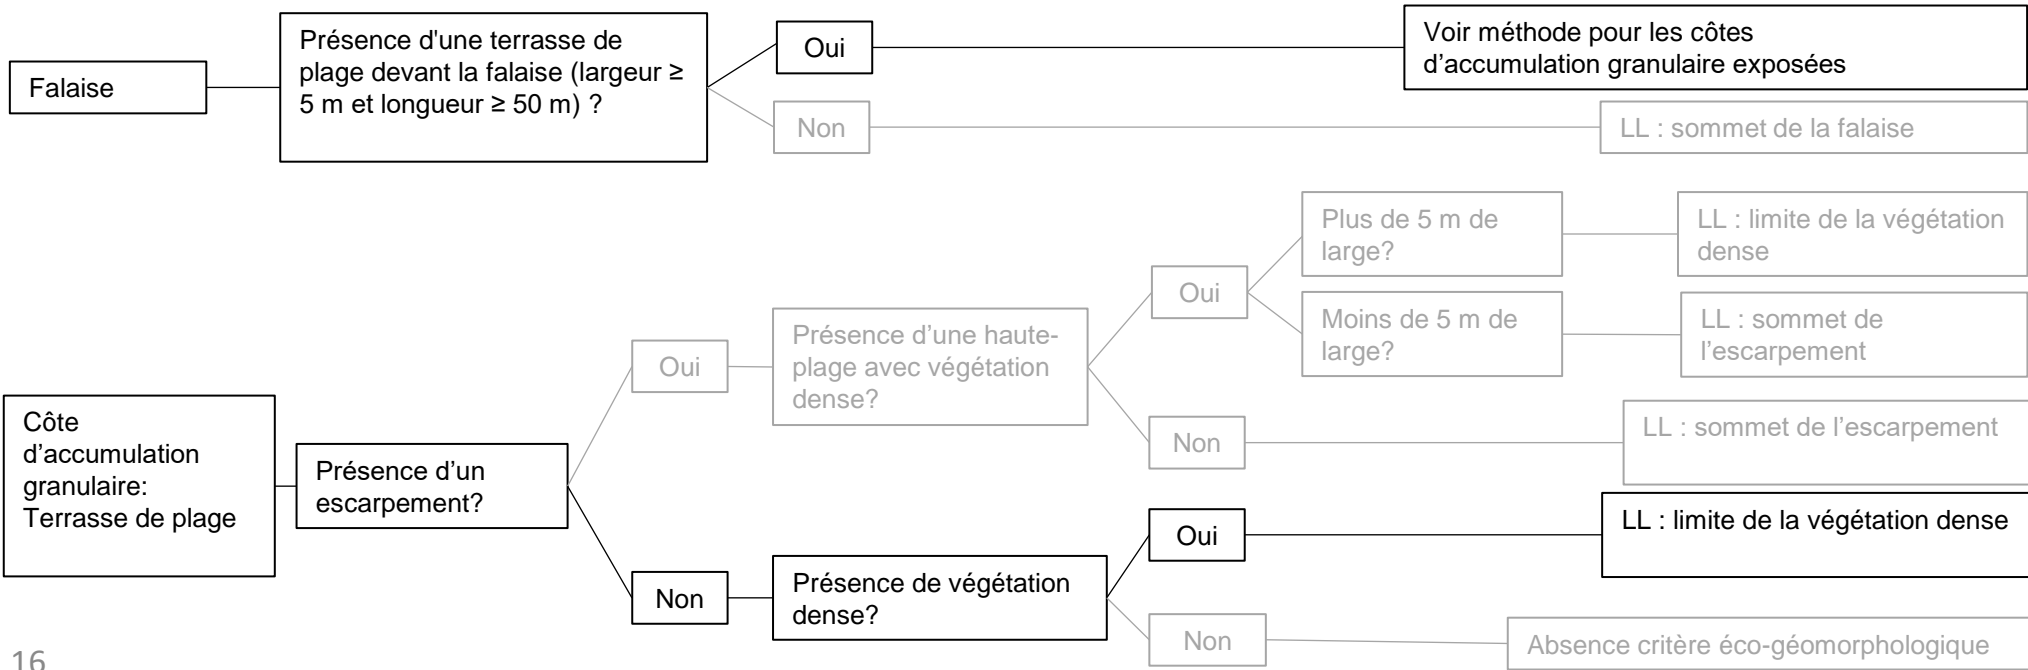 Falaise
Présence d'une terrasse de
plage devant la falaise (largeur ≥
5 m et longueur ≥ 50 m) ?
Oui
Voir méthode pour les côtes
d’accumulation granulaire exposées
Non
LL : sommet de la falaise
Côte
d’accumulation
granulaire:
Terrasse de plage
Présence d’un
escarpement?
Oui
Présence d’une haute-
plage avec végétation
dense?
Oui
Plus de 5 m de
large?
LL : limite de la végétation
dense
Moins de 5 m de
large?
LL : sommet de
l’escarpement
Non
LL : sommet de l’escarpement
Non
Présence de végétation
dense?
Oui
LL : limite de la végétation dense
Non
Absence critère éco-géomorphologique
16